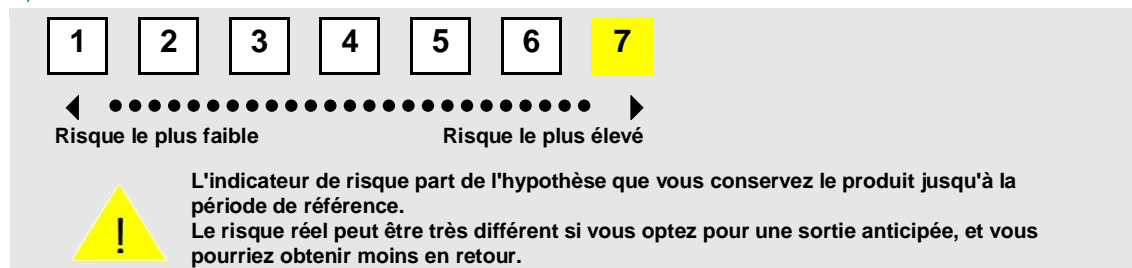 1 2 3 4 5 6 7
Risque le plus faible Risque le plus élevé
L'indicateur de risque part de l'hypothèse que vous conservez le produit jusqu'à la
période de référence.
Le risque réel peut être très différent si vous optez pour une sortie anticipée, et vous
pourriez obtenir moins en retour.
!